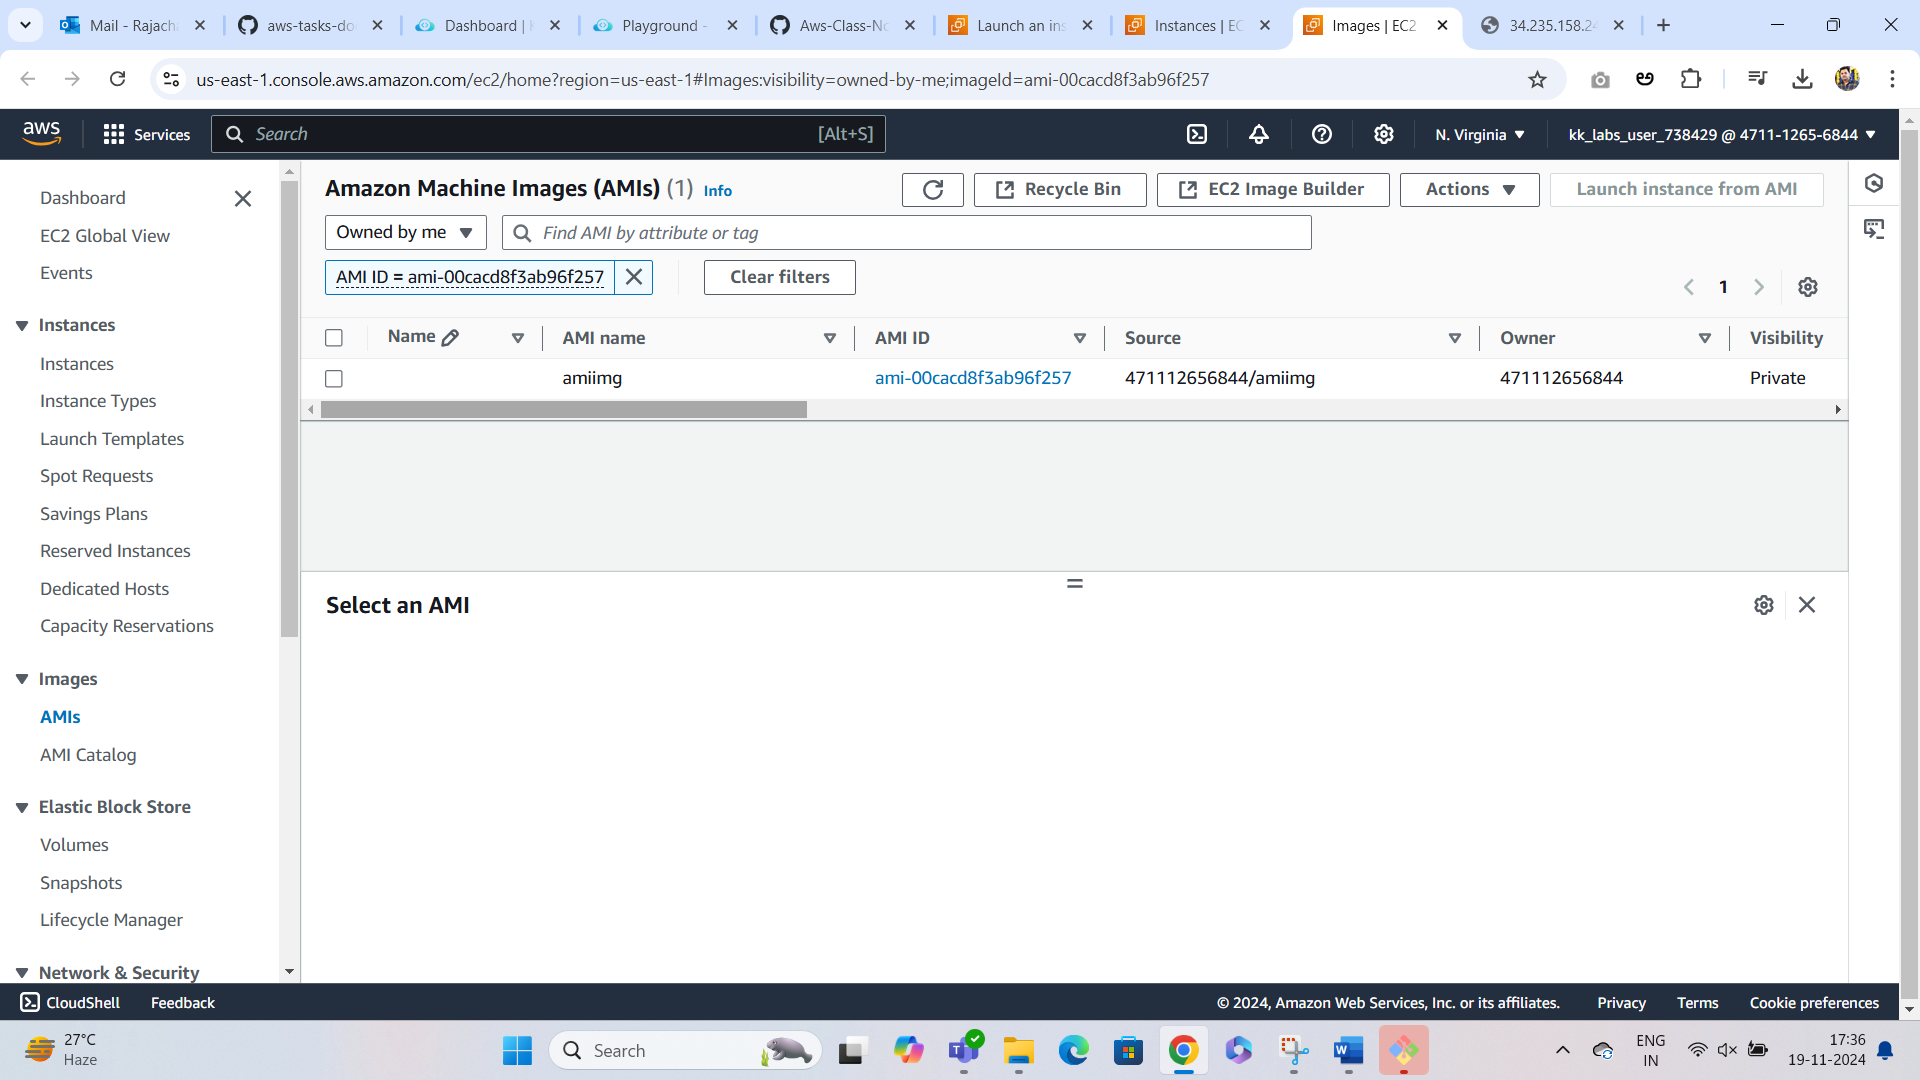 Mail - Rajach
aws-tasks-do
Dashboard |
Playground -
Aws-Class-No
Launch an ins
Instances | EC
Images | EC2
34.235.158.24
us-east-1.console.aws.amazon.com/ec2/home?region=us-east-1#Images:visibility=owned-by-me;imageId=ami-00cacd8f3ab96f257
aws
Services
Search
[Alt+S]
N. Virginia
kk_labs_user_738429 @ 4711-1265-6844
Dashboard
EC2 Global View
Events
Instances
Instances
Instance Types
Launch Templates
Spot Requests
Savings Plans
Reserved Instances
Dedicated Hosts
Capacity Reservations
Images
AMIs
AMI Catalog
Elastic Block Store
Volumes
Snapshots
Lifecycle Manager
Network & Security
Amazon Machine Images (AMIs) (1) Info
Recycle Bin
EC2 Image Builder
Actions
Launch instance from AMI
Owned by me
Find AMI by attribute or tag
AMI ID = ami-00cacd8f3ab96f257
Clear filters
1
Name
AMI name
AMI ID
Source
Owner
Visibility
amiimg
ami-00cacd8f3ab96f257
471112656844/amiimg
471112656844
Private
Select an AMI
CloudShell
Feedback
© 2024, Amazon Web Services, Inc. or its affiliates.
Privacy
Terms
Cookie preferences
27°C
Haze
Search
ENG
IN
17:36
19-11-2024